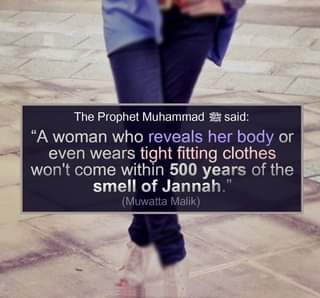 The Prophet Muhammad ﷺ said:
“A woman who reveals her body or
even wears tight fitting clothes
won't come within 500 years of the
smell of Jannah.”
(Muwatta Malik)